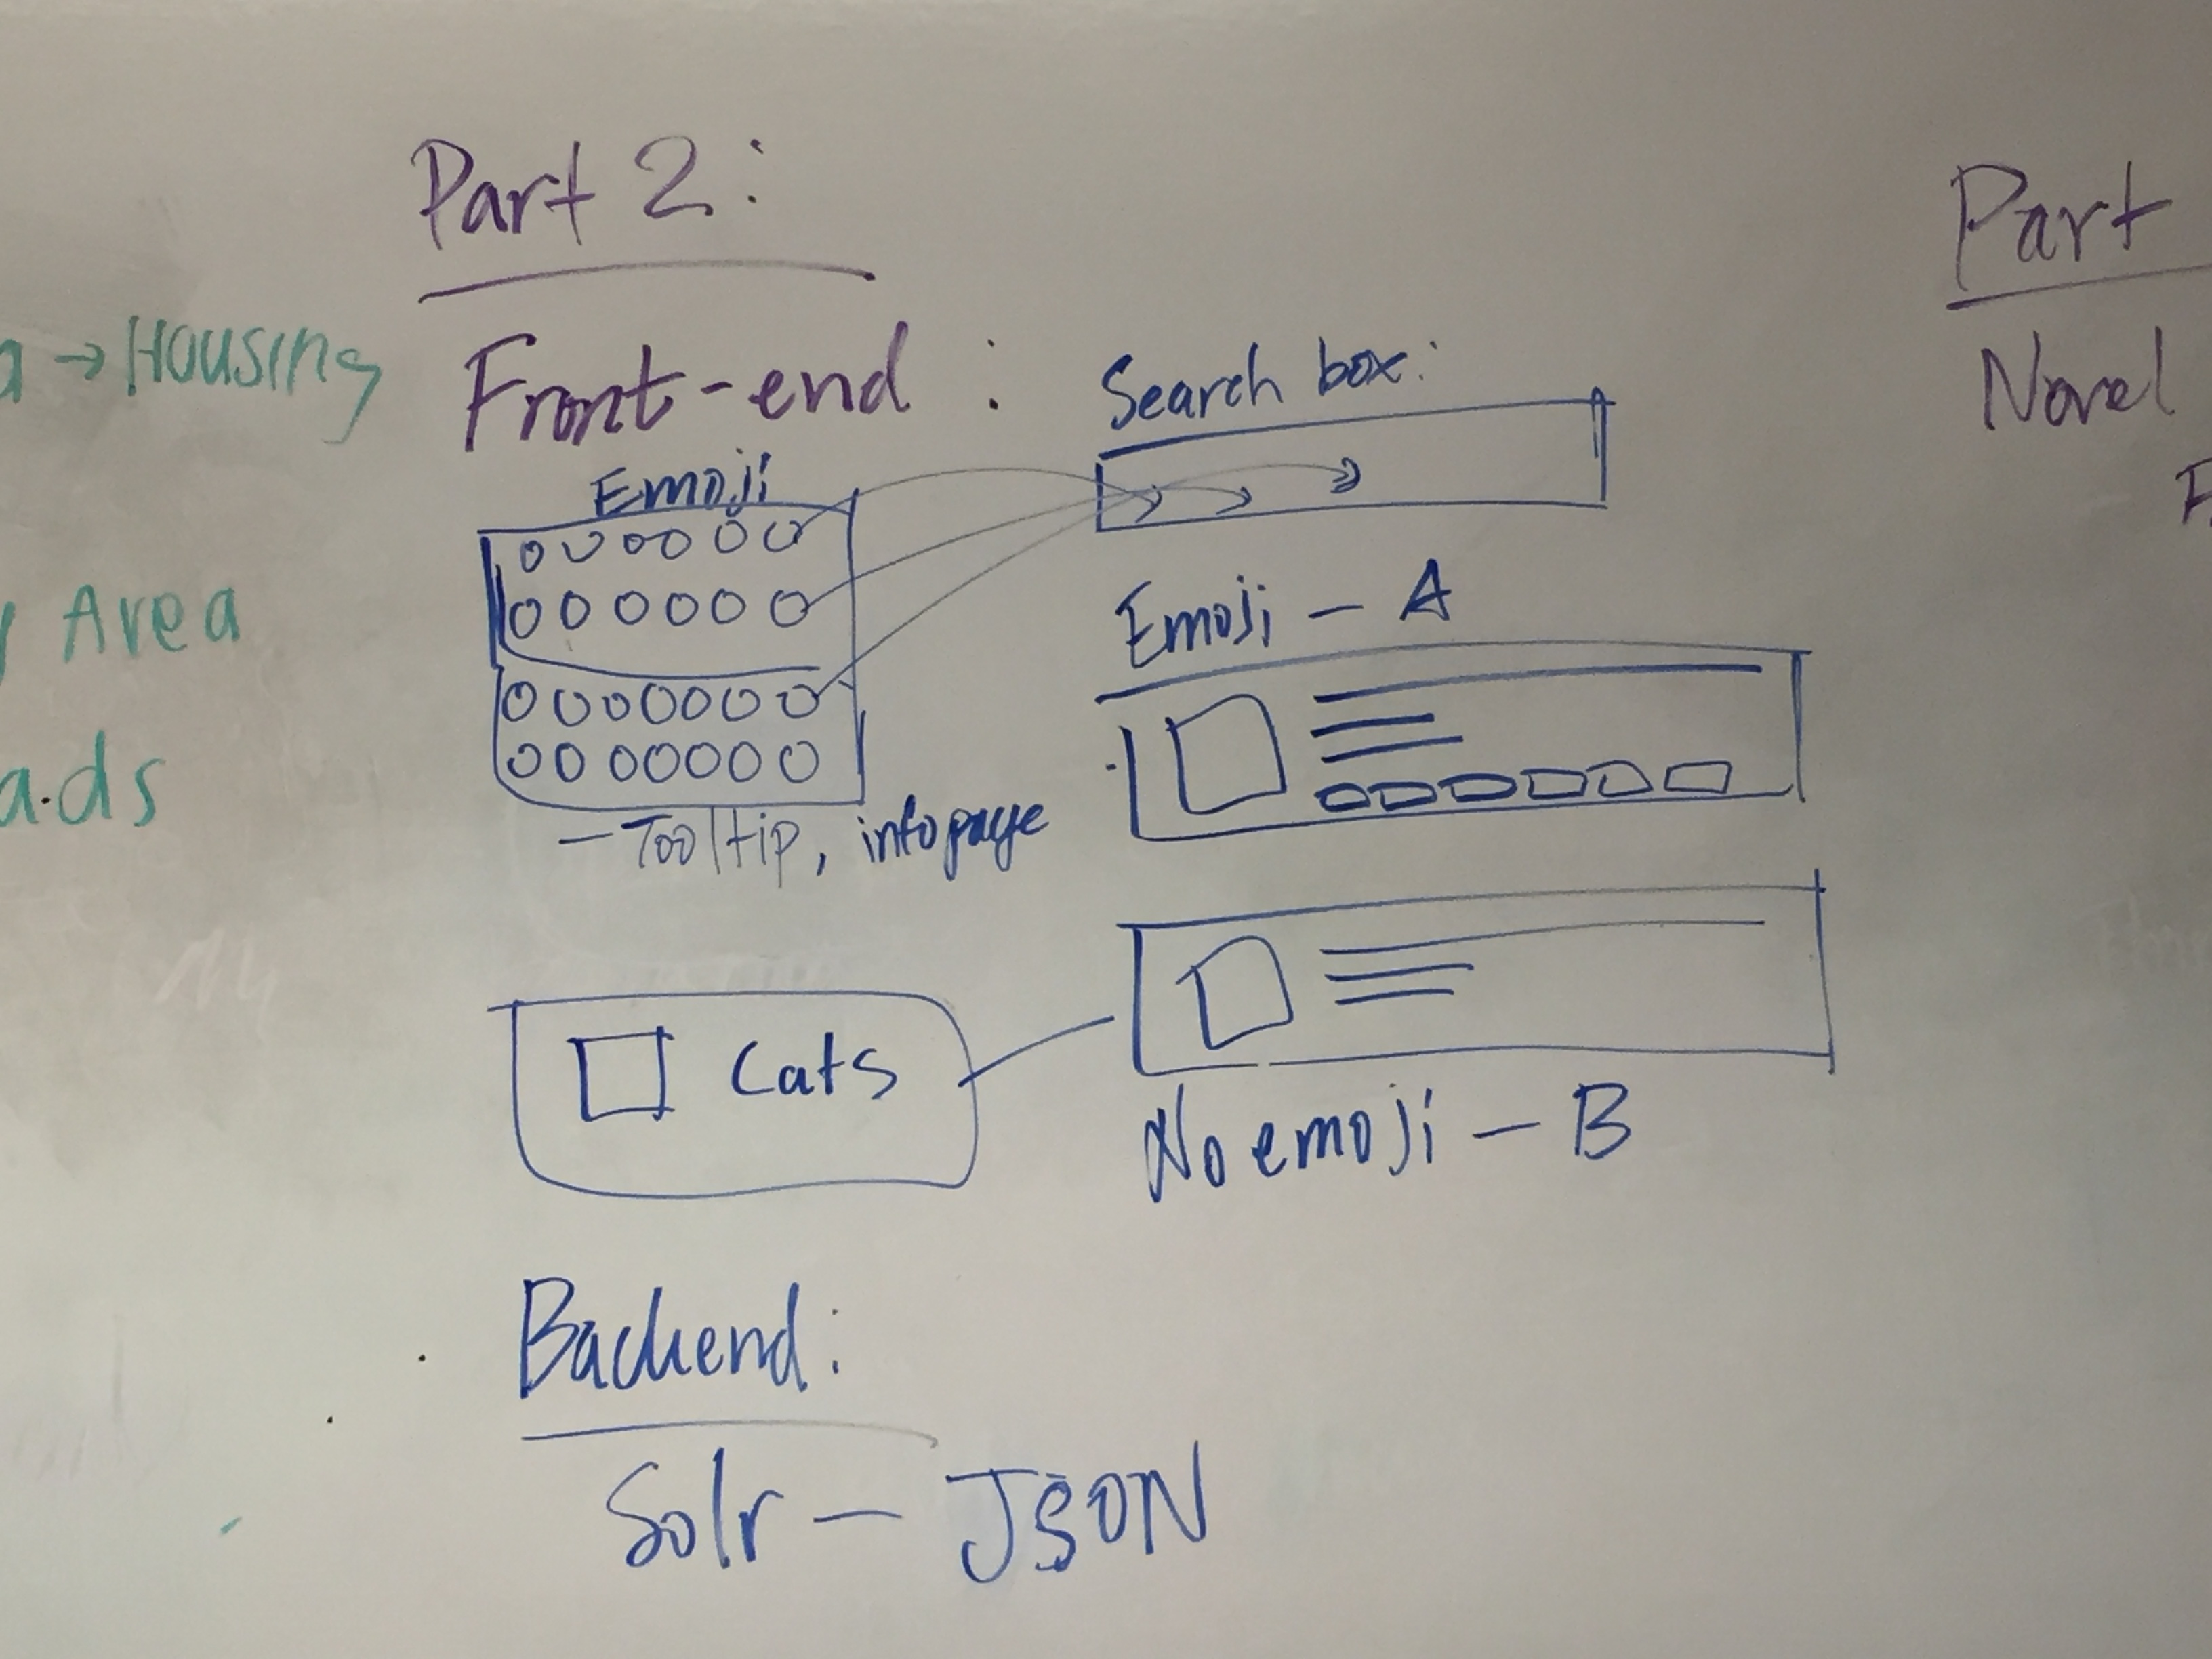 Part 2:
Front-end :
Emoji
- Tooltip, infopage
Search box:
Emoji - A
Cats
No emoji - B
Backend:
Solr - JSON
→ Housing
Area
Part
Novel